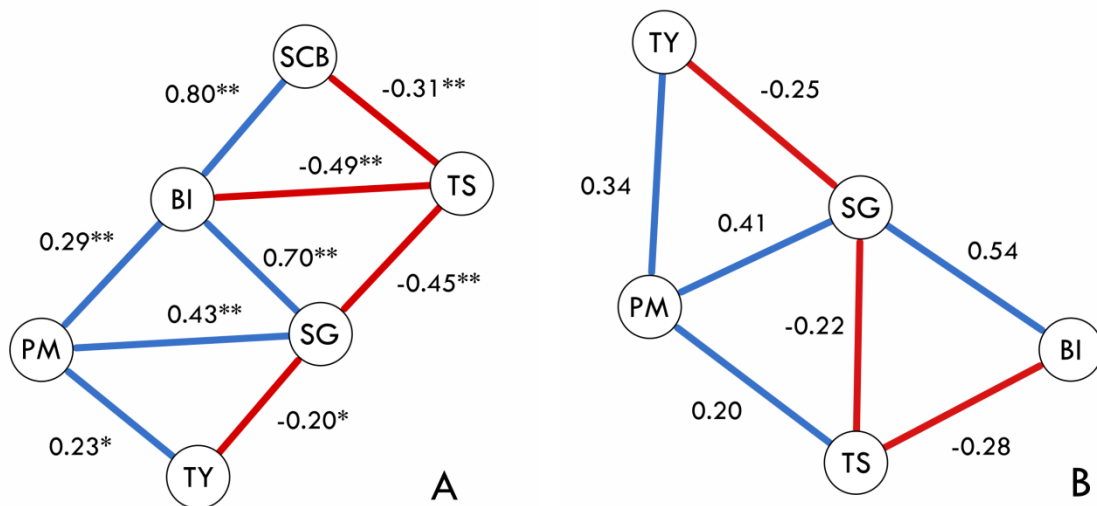 SCB
0.80**
-0.31**
-0.49**
BI
TS
0.29**
0.70**
-0.45**
0.43**
PM
SG
0.23*
-0.20*
TY
A
TY
-0.25
0.34
SG
0.41
0.54
PM
-0.22
BI
0.20
TS
-0.28
B